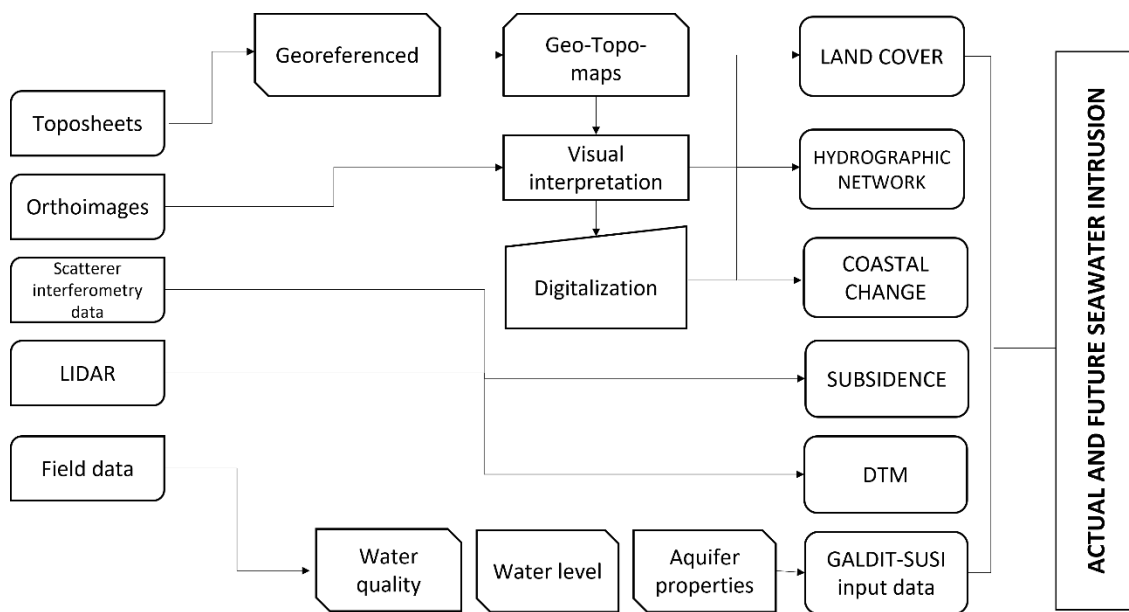 Toposheets
Orthoimages
Scatterer
interferometry
data
LIDAR
Field data
Georeferenced
Geo-Topo-
maps
Visual
interpretation
Digitalization
Water
quality
Water level
Aquifer
properties
LAND COVER
HYDROGRAPHIC
NETWORK
COASTAL
CHANGE
SUBSIDENCE
DTM
GALDIT-SUSI
input data
ACTUAL AND FUTURE SEAWATER INTRUSION